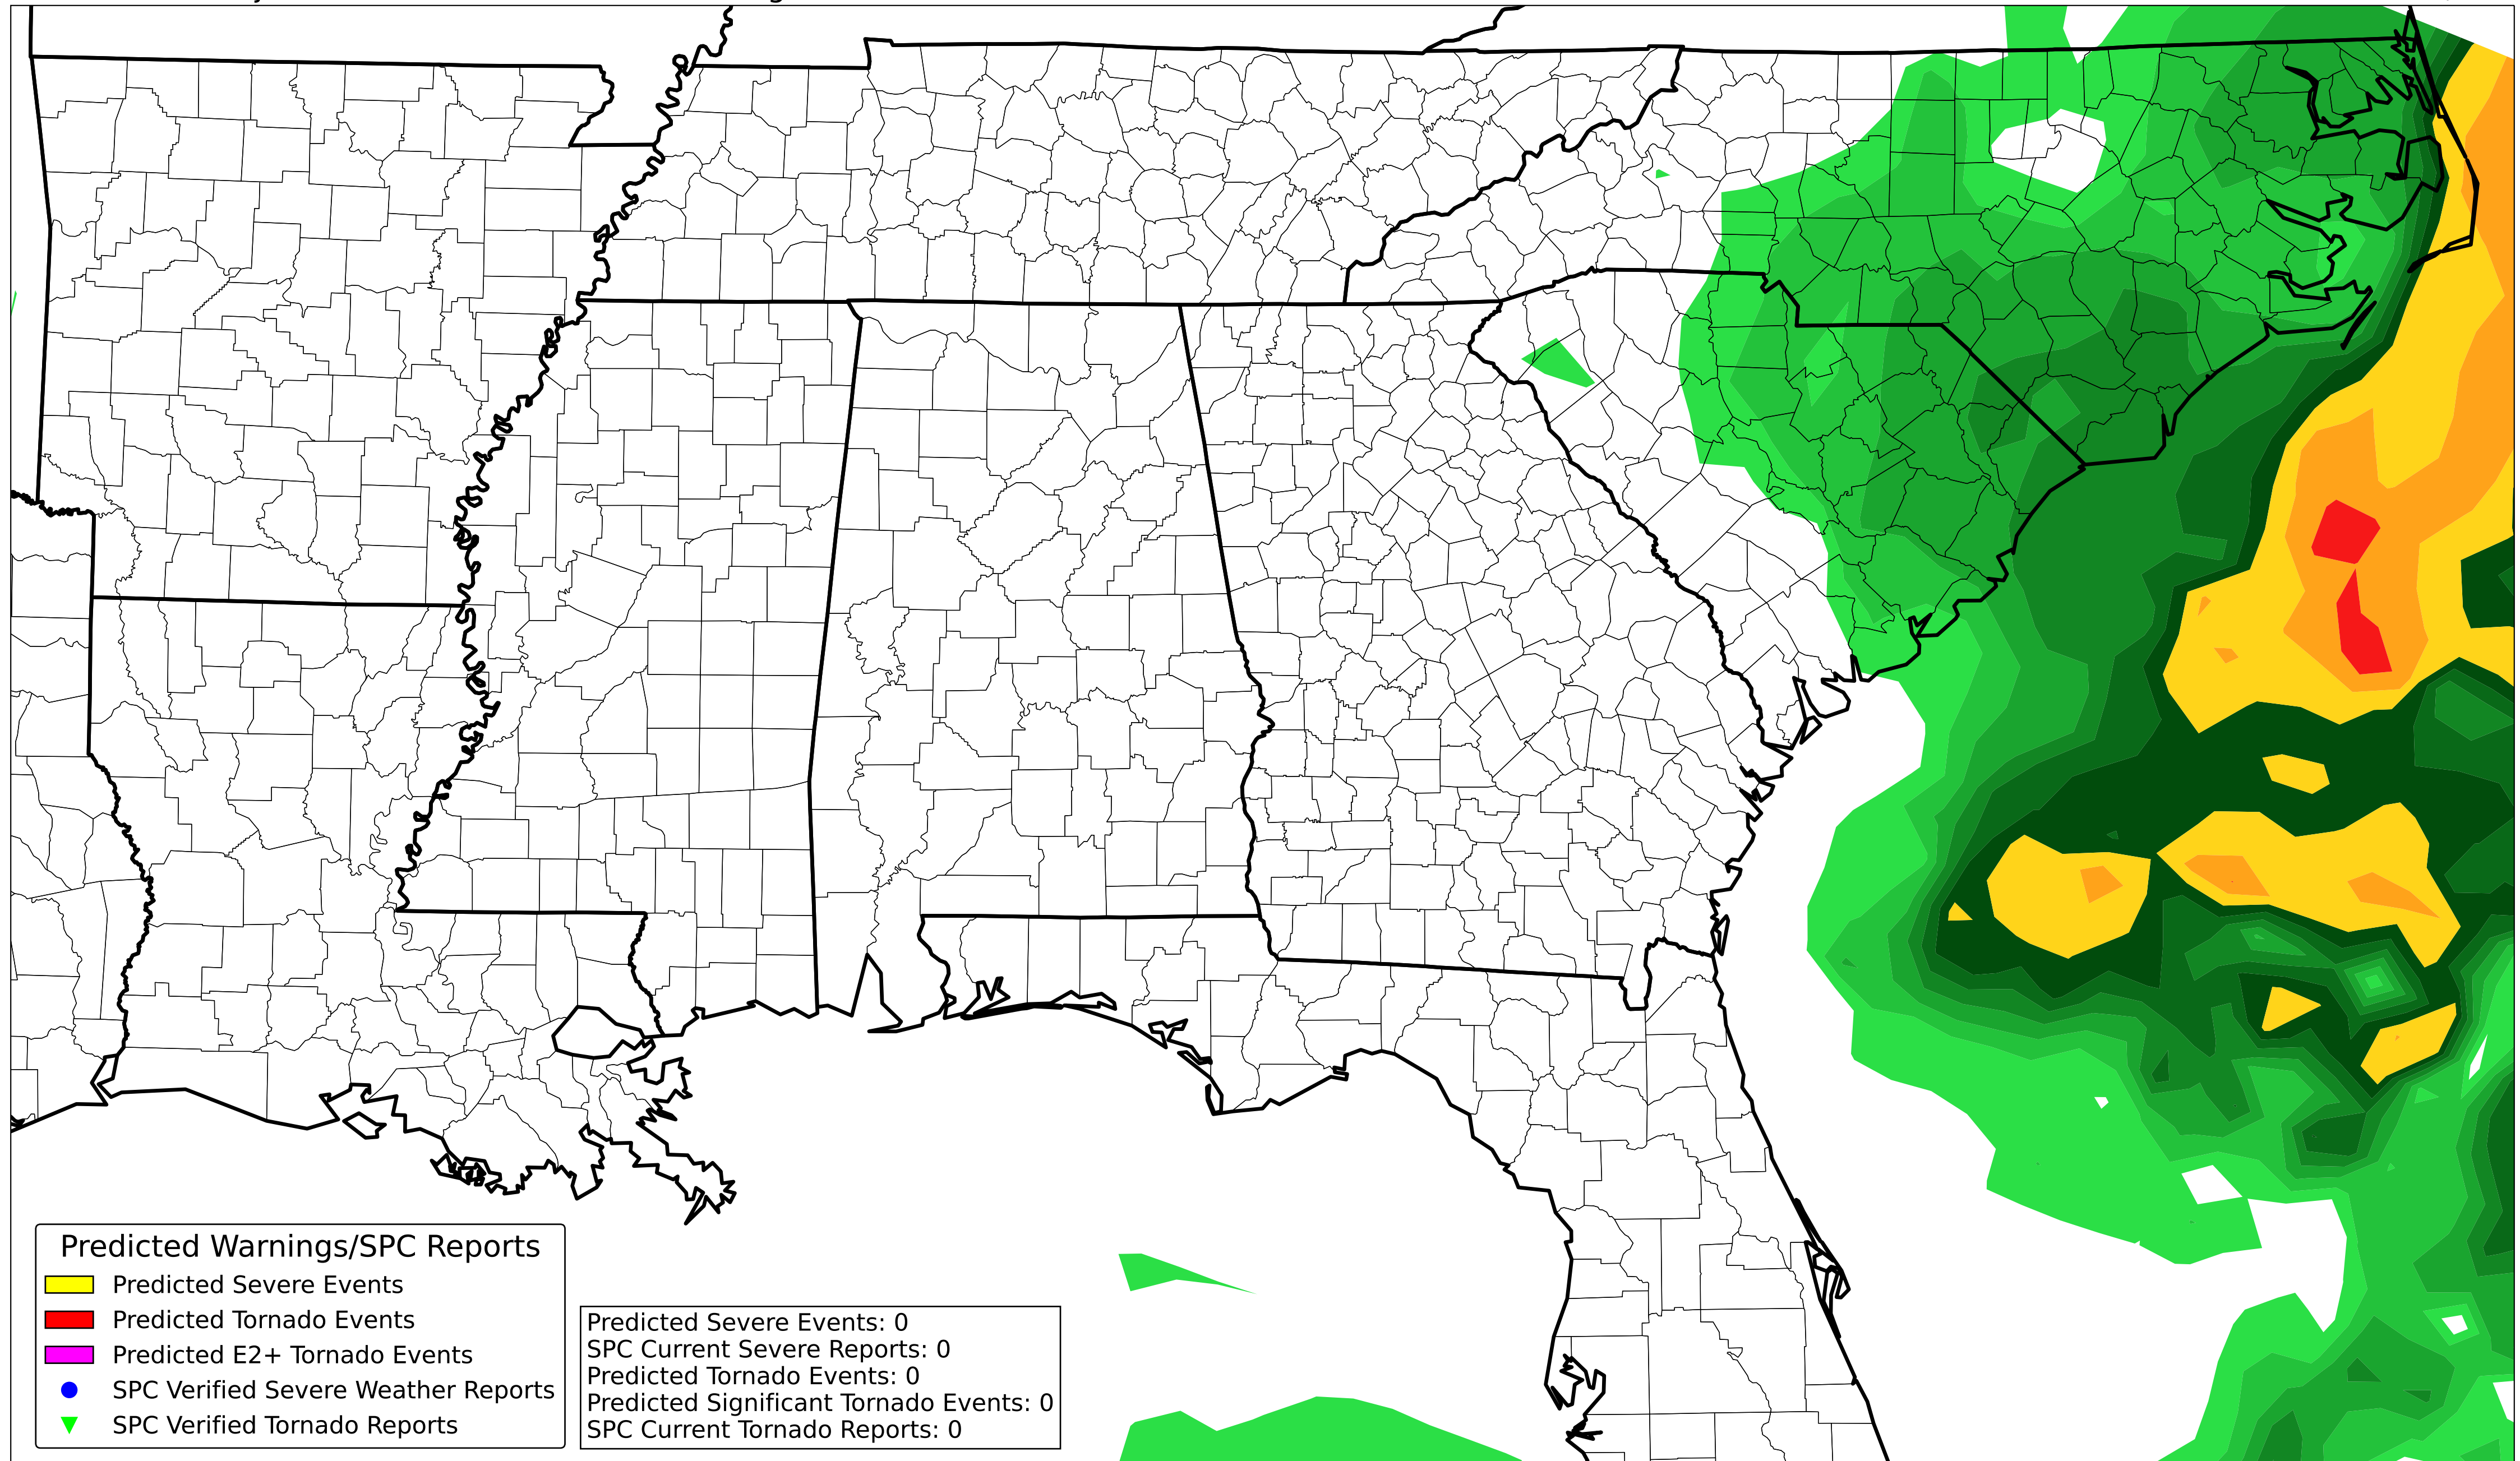 Predicted Warnings/SPC Reports
Predicted Severe Events
Predicted Tornado Events
Predicted E2+ Tornado Events
SPC Verified Severe Weather Reports
SPC Verified Tornado Reports
Predicted Severe Events: 0
SPC Current Severe Reports: 0
Predicted Tornado Events: 0
Predicted Significant Tornado Events: 0
SPC Current Tornado Reports: 0